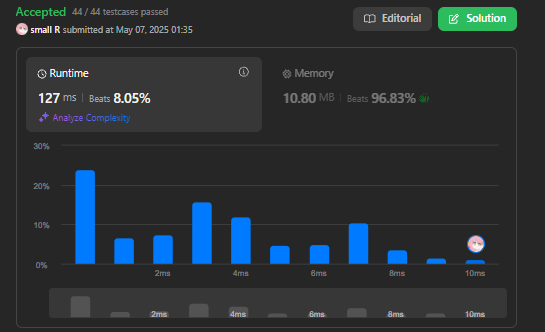 Accepted 44 / 44 testcases passed
small R submitted at May 07, 2025 01:35
Editorial
Solution
Runtime
127 ms | Beats 8.05%
Analyze Complexity
Memory
10.80 MB | Beats 96.83%
30%
20%
10%
0%
2ms 4ms 6ms 8ms 10ms
2ms 4ms 6ms 8ms 10ms